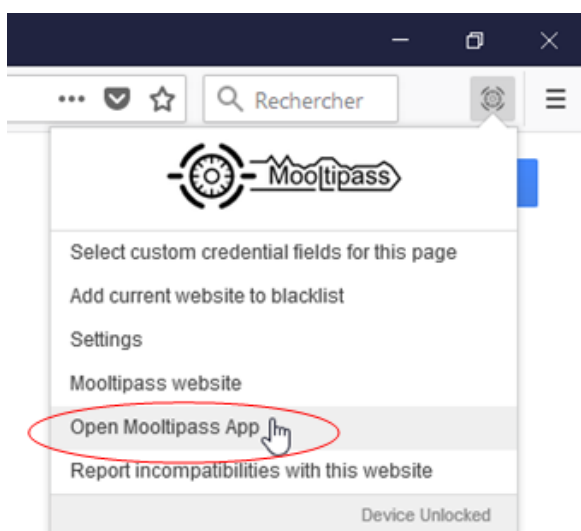 Rechercher
Mooltipass
Select custom credential fields for this page
Add current website to blacklist
Settings
Mooltipass website
Open Mooltipass App
Report incompatibilities with this website
Device Unlocked